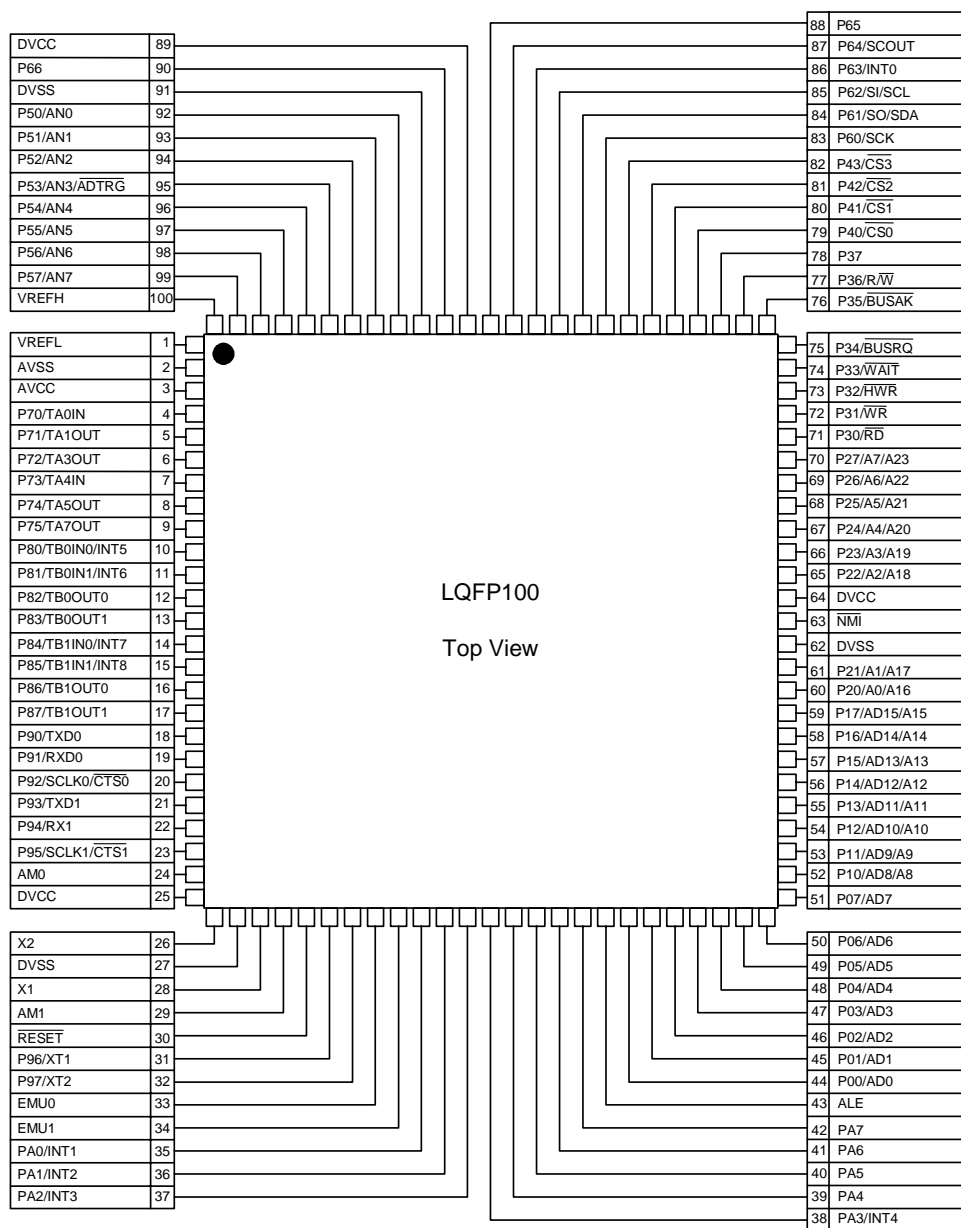 DVCC 89
P66 90
DVSS 91
P50/AN0 92
P51/AN1 93
P52/AN2 94
P53/AN3/A̅D̅T̅R̅G̅ 95
P54/AN4 96
P55/AN5 97
P56/AN6 98
P57/AN7 99
VREFH 100
88 P65
87 P64/SCOUT
86 P63/INT0
85 P62/SI/SCL
84 P61/SO/SDA
83 P60/SCK
82 P43/C̅S̅3̅
81 P42/C̅S̅2̅
80 P41/C̅S̅1̅
79 P40/C̅S̅0̅
78 P37
77 P36/R/W̅
76 P35/B̅U̅S̅A̅K̅
VREFL 1
AVSS 2
AVCC 3
P70/TA0IN 4
P71/TA1OUT 5
P72/TA3OUT 6
P73/TA4IN 7
P74/TA5OUT 8
P75/TA7OUT 9
P80/TB0IN0/INT5 10
P81/TB0IN1/INT6 11
P82/TB0OUT0 12
P83/TB0OUT1 13
P84/TB1IN0/INT7 14
P85/TB1IN1/INT8 15
P86/TB1OUT0 16
P87/TB1OUT1 17
P90/TXD0 18
P91/RXD0 19
P92/SCLK0/C̅T̅S̅0̅ 20
P93/TXD1 21
P94/RX1 22
P95/SCLK1/C̅T̅S̅1̅ 23
AM0 24
DVCC 25
LQFP100
Top View
75 P34/B̅U̅S̅R̅Q̅
74 P33/W̅A̅I̅T̅
73 P32/H̅W̅R̅
72 P31/W̅R̅
71 P30/R̅D̅
70 P27/A7/A23
69 P26/A6/A22
68 P25/A5/A21
67 P24/A4/A20
66 P23/A3/A19
65 P22/A2/A18
64 DVCC
63 N̅M̅I̅
62 DVSS
61 P21/A1/A17
60 P20/A0/A16
59 P17/AD15/A15
58 P16/AD14/A14
57 P15/AD13/A13
56 P14/AD12/A12
55 P13/AD11/A11
54 P12/AD10/A10
53 P11/AD9/A9
52 P10/AD8/A8
51 P07/AD7
X2 26
DVSS 27
X1 28
AM1 29
R̅E̅S̅E̅T̅ 30
P96/XT1 31
P97/XT2 32
EMU0 33
EMU1 34
PA0/INT1 35
PA1/INT2 36
PA2/INT3 37
50 P06/AD6
49 P05/AD5
48 P04/AD4
47 P03/AD3
46 P02/AD2
45 P01/AD1
44 P00/AD0
43 ALE
42 PA7
41 PA6
40 PA5
39 PA4
38 PA3/INT4